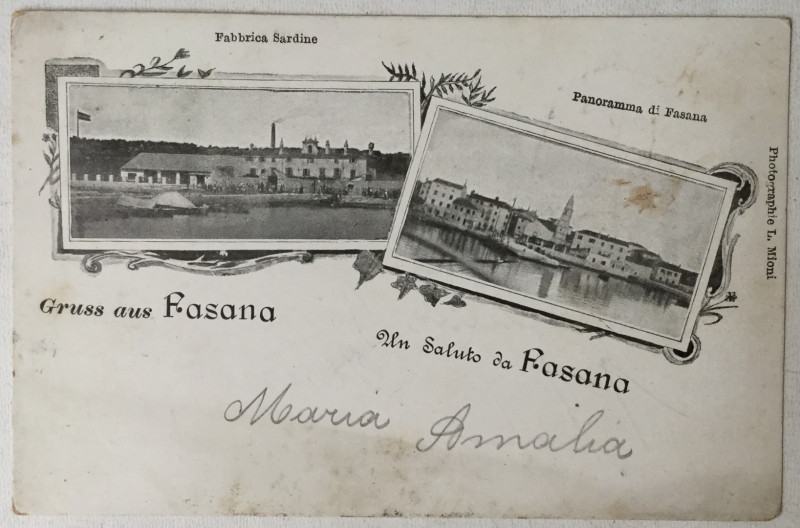 Fabbrica Sardine
Panoramma di Fasana
Photographie L. Mioni
Gruss aus Fasana
Un Saluto da Fasana
Maria Amalia